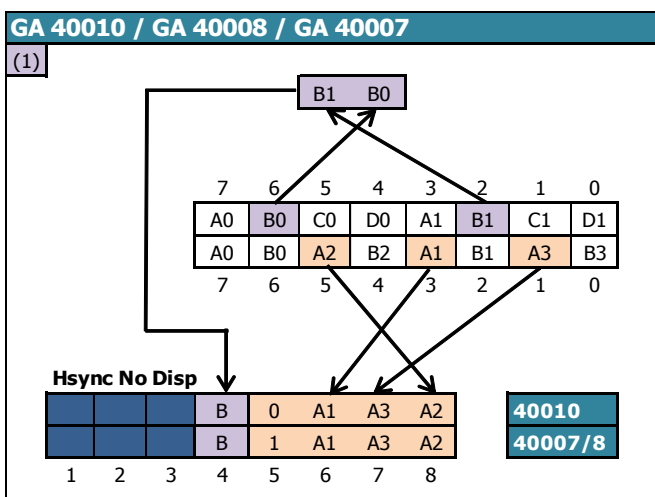 GA 40010 / GA 40008 / GA 40007
(1)
B1 B0
7 6 5 4 3 2 1 0
A0 B0 C0 D0 A1 B1 C1 D1
A0 B0 A2 B2 A1 B1 A3 B3
7 6 5 4 3 2 1 0
Hsync No Disp
B 0 A1 A3 A2 40010
B 1 A1 A3 A2 40007/8
1 2 3 4 5 6 7 8